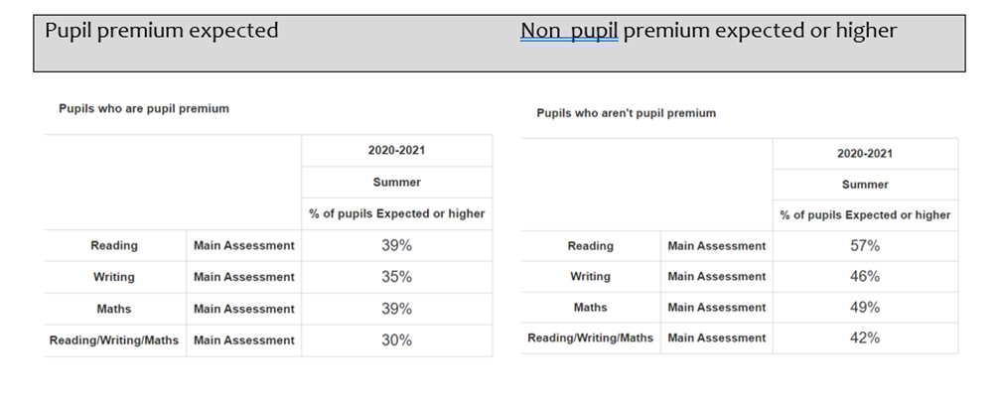 Pupil premium expected
Non pupil premium expected or higher
Pupils who are pupil premium
2020-2021
Summer
% of pupils Expected or higher
Reading Main Assessment 39%
Writing Main Assessment 35%
Maths Main Assessment 39%
Reading/Writing/Maths Main Assessment 30%
Pupils who aren't pupil premium
2020-2021
Summer
% of pupils Expected or higher
Reading Main Assessment 57%
Writing Main Assessment 46%
Maths Main Assessment 49%
Reading/Writing/Maths Main Assessment 42%